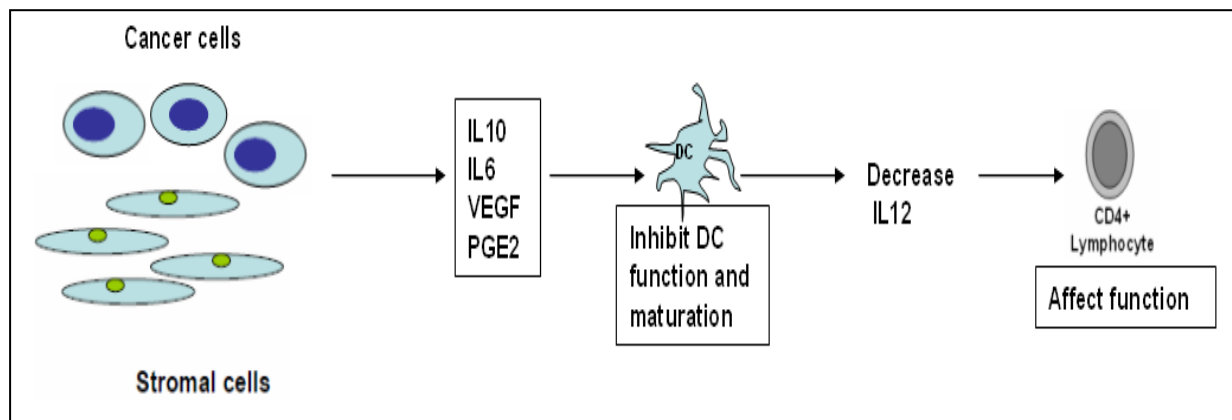 Cancer cells
Stromal cells
IL10
IL6
VEGF
PGE2
DC
Inhibit DC
function and
maturation
Decrease
IL12
CD4+
Lymphocyte
Affect function